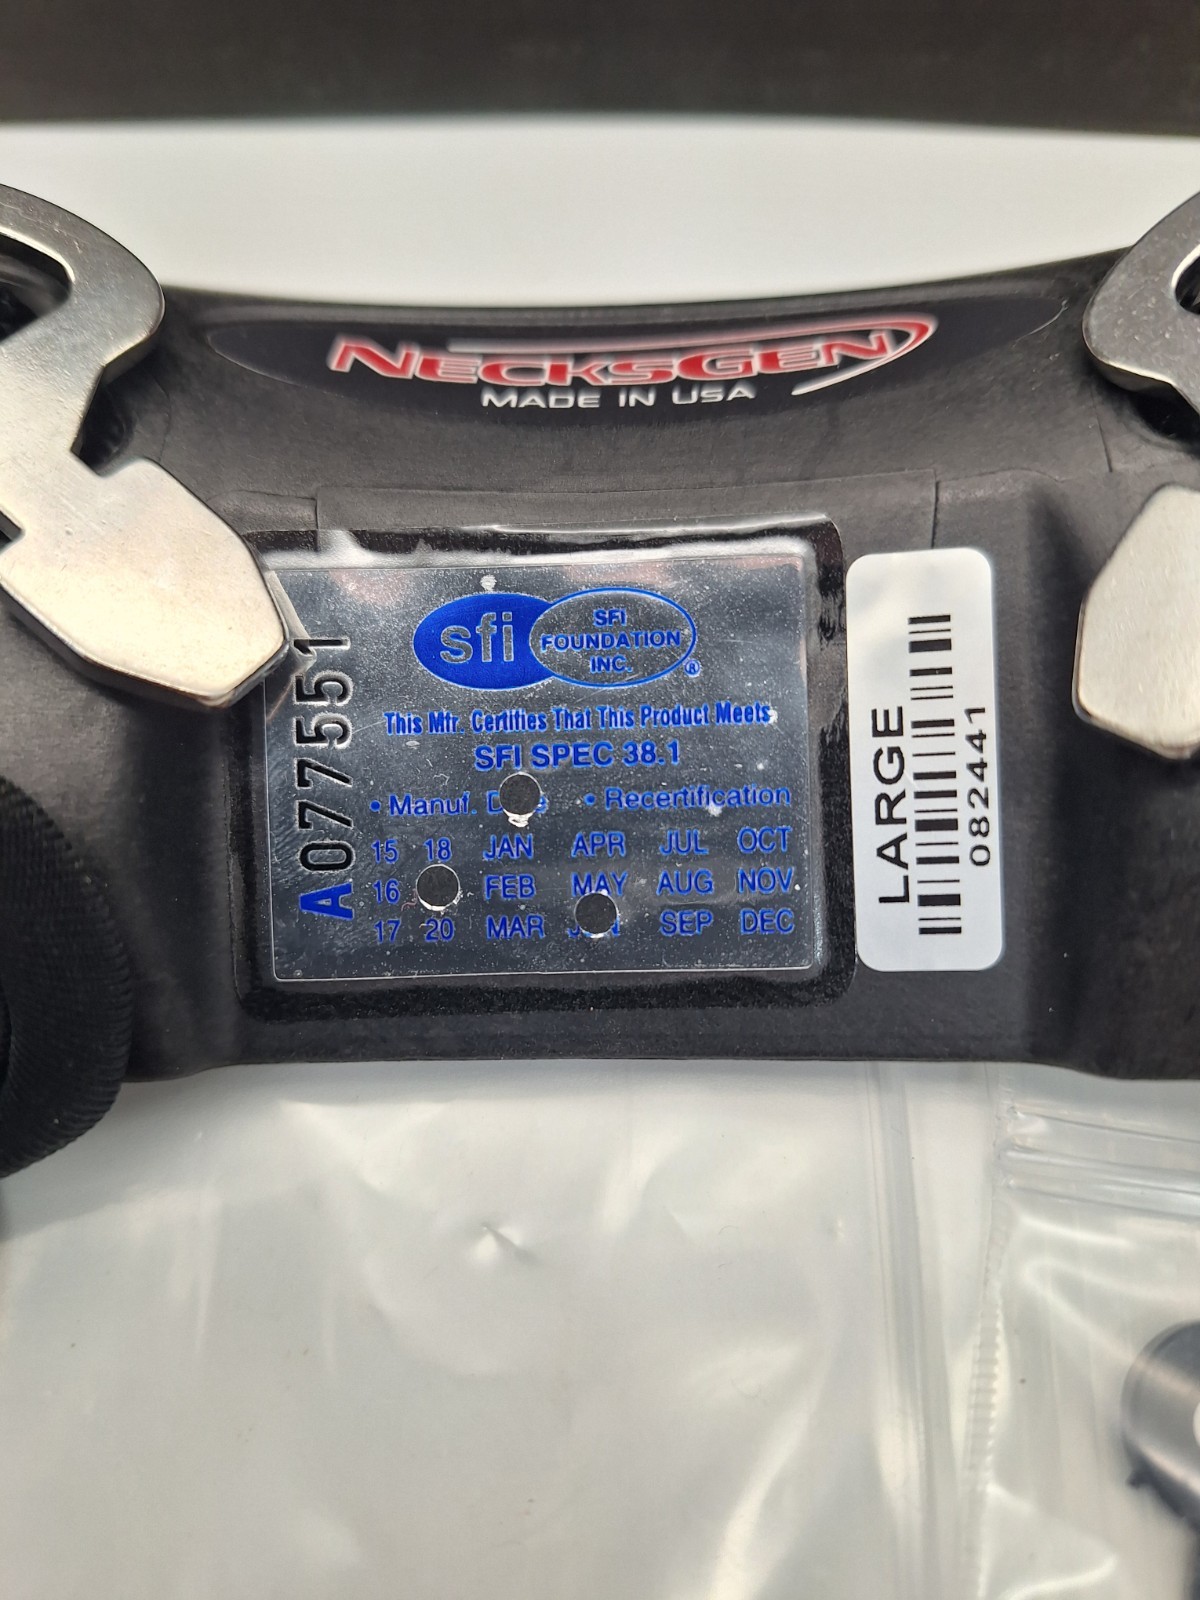 NECKSGEN
MADE IN USA
sfi
SFI
FOUNDATION
INC.
®
This Mfr. Certifies That This Product Meets
SFI SPEC 38.1
• Manuf. • Recertification
15 18 JAN APR JUL OCT
16 FEB MAY AUG NOV
17 20 MAR SEP DEC
A077551
LARGE
0824441